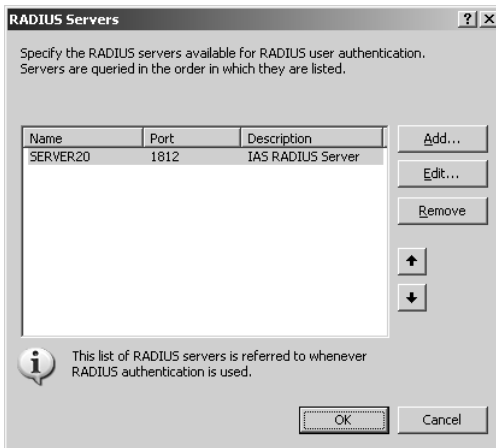 RADIUS Servers
Specify the RADIUS servers available for RADIUS user authentication.
Servers are queried in the order in which they are listed.
Name Port Description
SERVER20 1812 IAS RADIUS Server
Add...
Edit...
Remove
This list of RADIUS servers is referred to whenever
RADIUS authentication is used.
OK Cancel